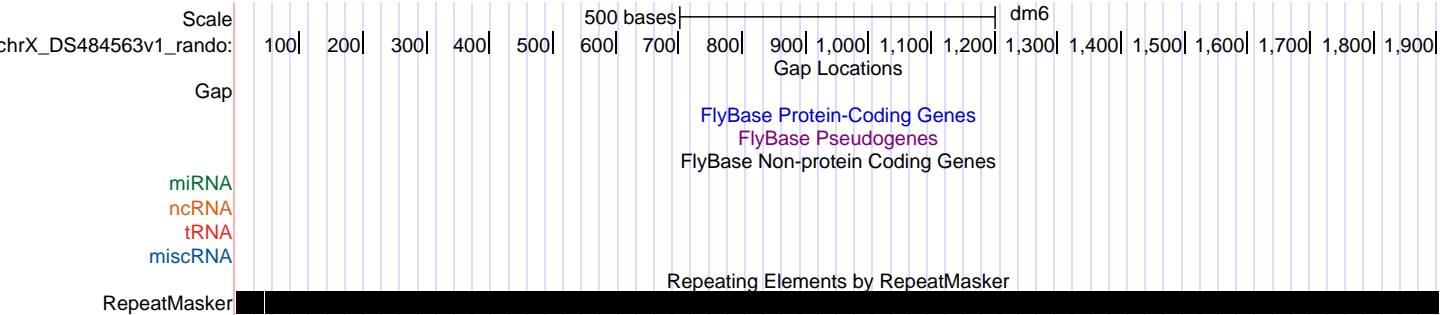 Scale 500 bases dm6
chrX_DS484563v1_rando: 100 200 300 400 500 600 700 800 900 1,000 1,100 1,200 1,300 1,400 1,500 1,600 1,700 1,800 1,900
Gap Locations
Gap
FlyBase Protein-Coding Genes
FlyBase Pseudogenes
FlyBase Non-protein Coding Genes
miRNA
ncRNA
tRNA
miscRNA
Repeating Elements by RepeatMasker
RepeatMasker